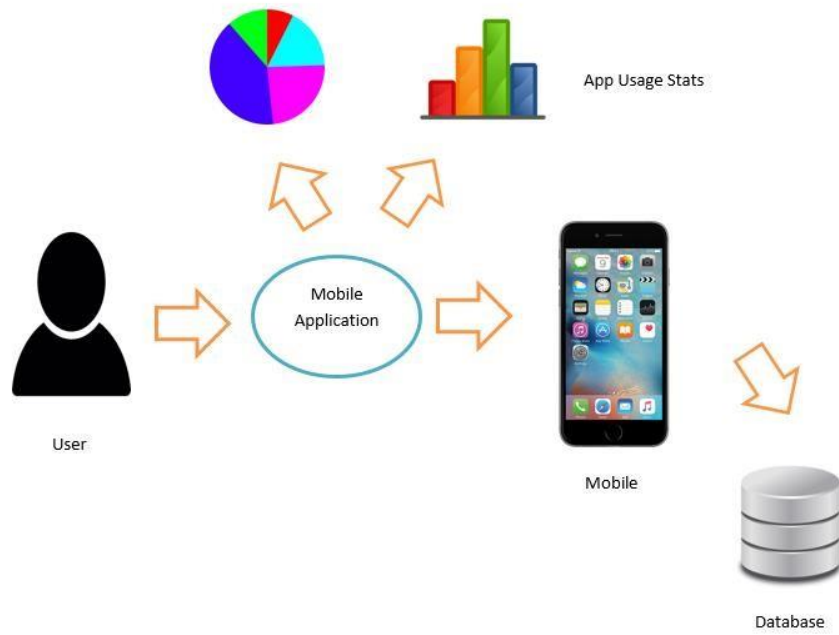 App Usage Stats
Mobile
Application
User
Mobile
Database